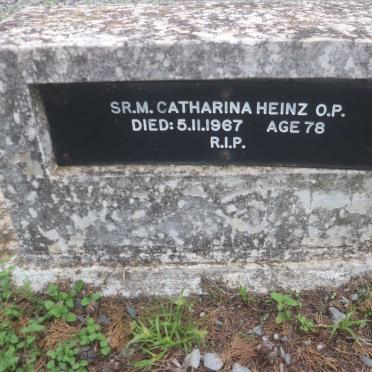 SR.M. CATHARINA HEINZ O.P.
DIED: 5.11.1967 AGE 78
R.I.P.